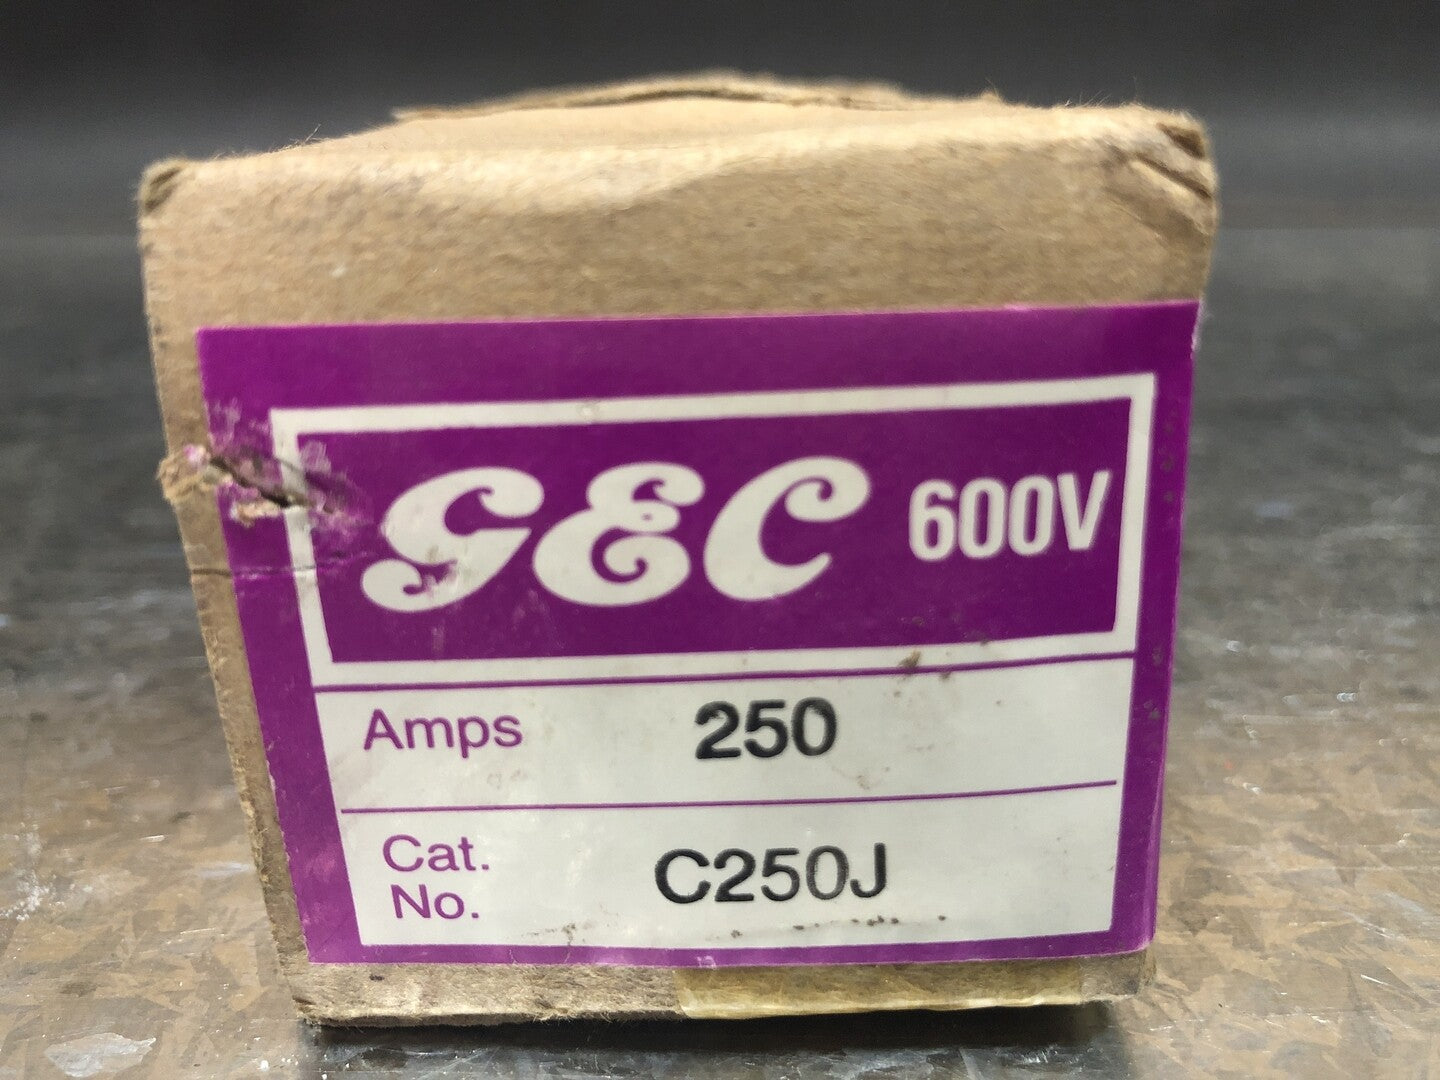 GEC 600V
Amps 250
Cat. No. C250J